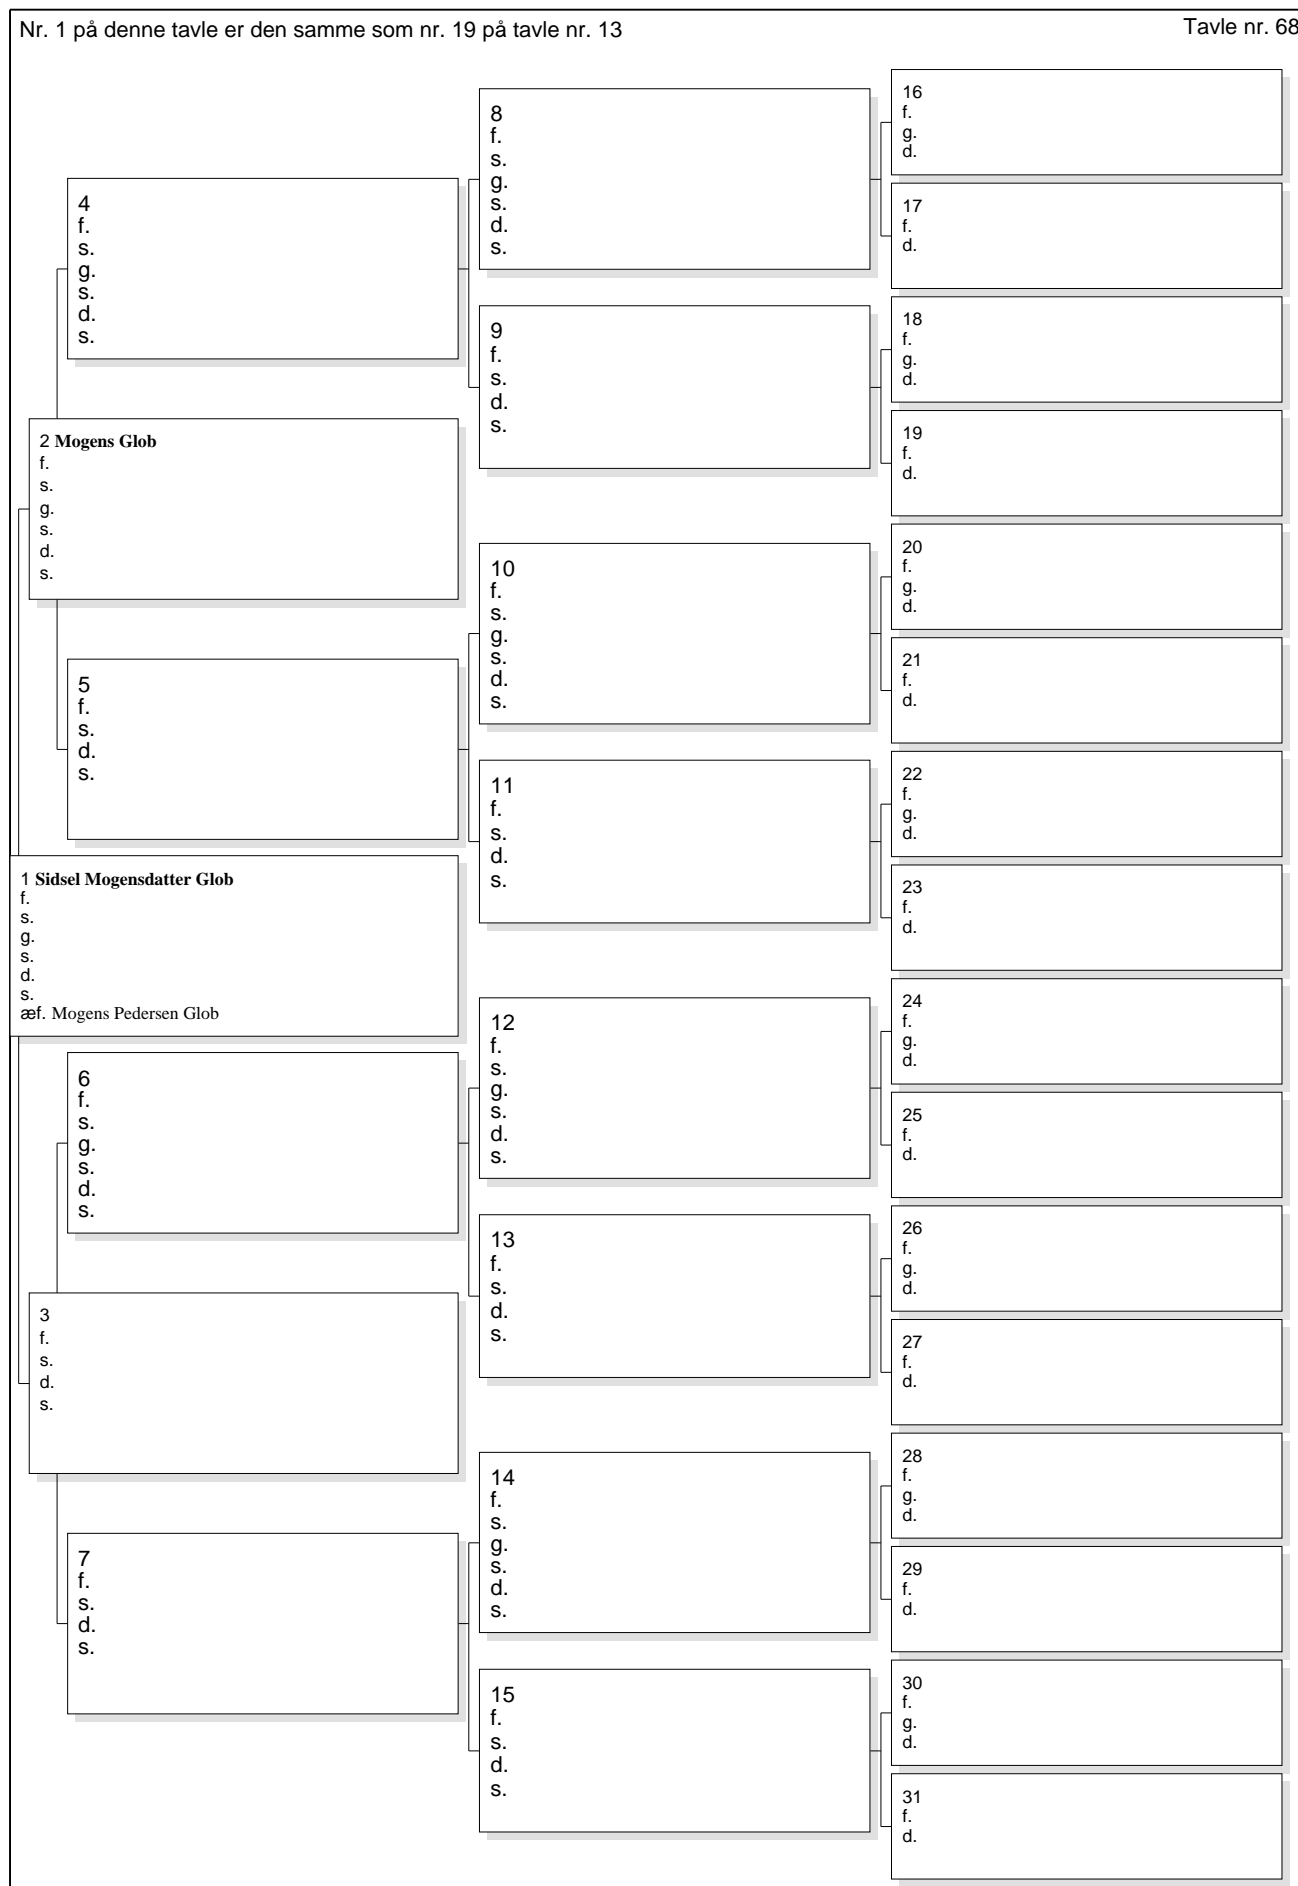 Nr. 1 på denne tavle er den samme som nr. 19 på tavle nr. 13
Tavle nr. 68
4
f.
s.
g.
s.
d.
s.
2 Mogens Glob
f.
s.
g.
s.
d.
s.
5
f.
s.
d.
s.
1 Sidsel Mogensdatter Glob
f.
s.
g.
s.
d.
s.
æf. Mogens Pedersen Glob
6
f.
s.
g.
s.
d.
s.
3
f.
s.
d.
s.
7
f.
s.
d.
s.
8
f.
s.
g.
s.
d.
s.
9
f.
s.
d.
s.
10
f.
s.
g.
s.
d.
s.
11
f.
s.
d.
s.
12
f.
s.
g.
s.
d.
s.
13
f.
s.
d.
s.
14
f.
s.
g.
s.
d.
s.
15
f.
s.
d.
s.
16
f.
g.
d.
17
f.
d.
18
f.
g.
d.
19
f.
d.
20
f.
g.
d.
21
f.
d.
22
f.
g.
d.
23
f.
d.
24
f.
g.
d.
25
f.
d.
26
f.
g.
d.
27
f.
d.
28
f.
g.
d.
29
f.
d.
30
f.
g.
d.
31
f.
d.